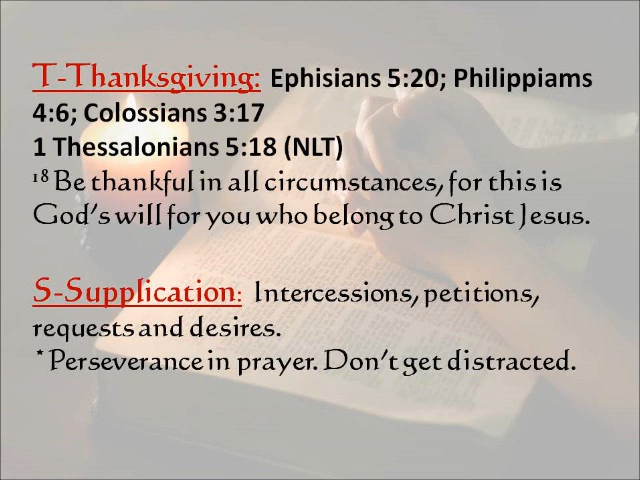 T-Thanksgiving: Ephisians 5:20; Philippiams
4:6; Colossians 3:17
1 Thessalonians 5:18 (NLT)
18 Be thankful in all circumstances, for this is
God's will for you who belong to Christ Jesus.
S-Supplication: Intercessions, petitions,
requests and desires.
* Perseverance in prayer. Don't get distracted.